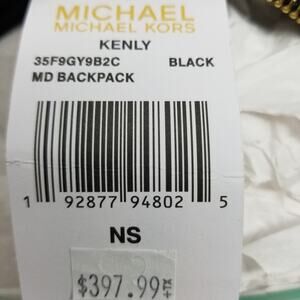 MICHAEL
MICHAEL KORS
KENLY
35F9GY9B2C BLACK
MD BACKPACK
1 92877 94802 5
NS
$397.99